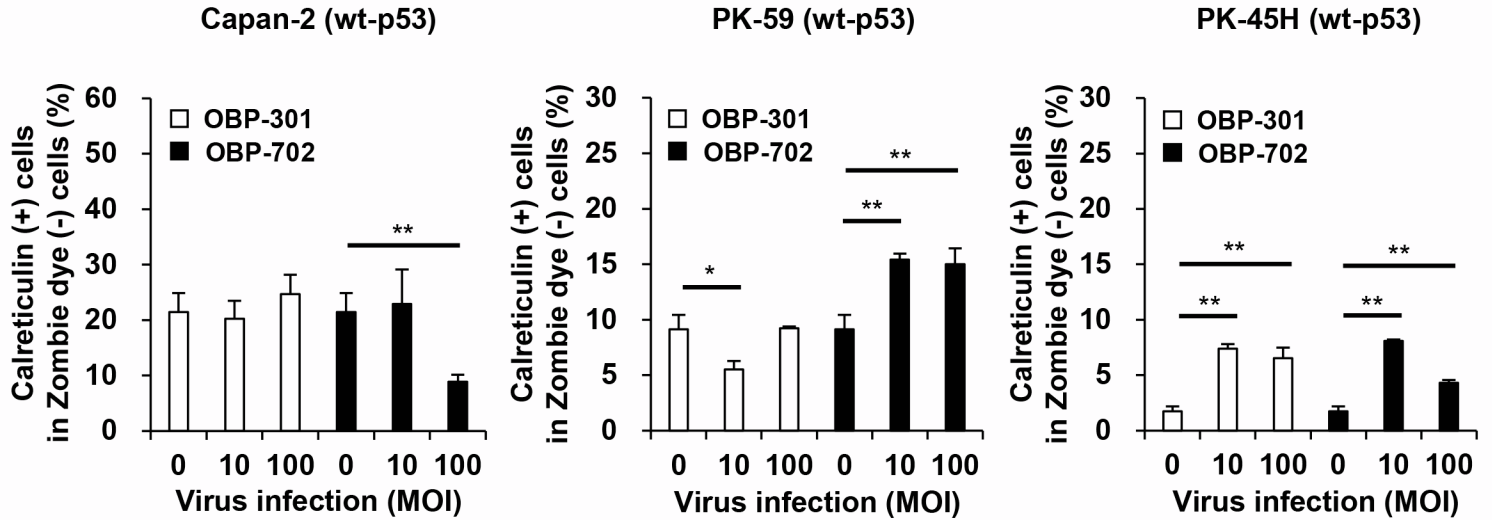 Capan-2 (wt-p53)
Calreticulin (+) cells
in Zombie dye (-) cells (%)
60
50
40
30
20
10
0
OBP-301
OBP-702
**
0 10 100 0 10 100
Virus infection (MOI)
PK-59 (wt-p53)
Calreticulin (+) cells
in Zombie dye (-) cells (%)
30
25
20
15
10
5
0
OBP-301
OBP-702
**
**
*
0 10 100 0 10 100
Virus infection (MOI)
PK-45H (wt-p53)
Calreticulin (+) cells
in Zombie dye (-) cells (%)
30
25
20
15
10
5
0
OBP-301
OBP-702
** **
** **
0 10 100 0 10 100
Virus infection (MOI)